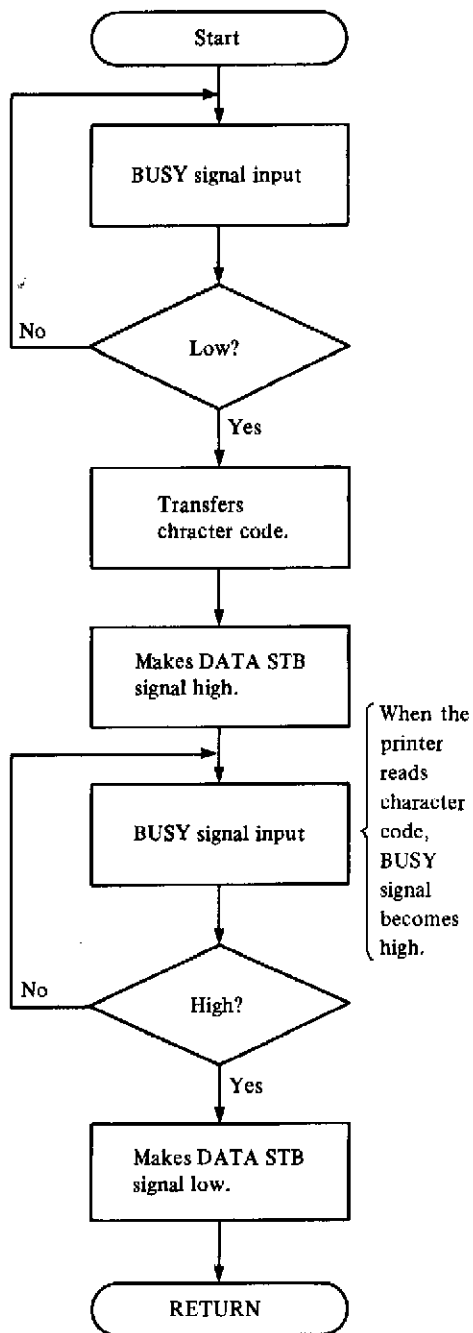 Start
BUSY signal input
No
Low?
Yes
Transfers
chracter code.
Makes DATA STB
signal high.
When the
printer
reads
character
code,
BUSY
signal
becomes
high.
BUSY signal input
No
High?
Yes
Makes DATA STB
signal low.
RETURN